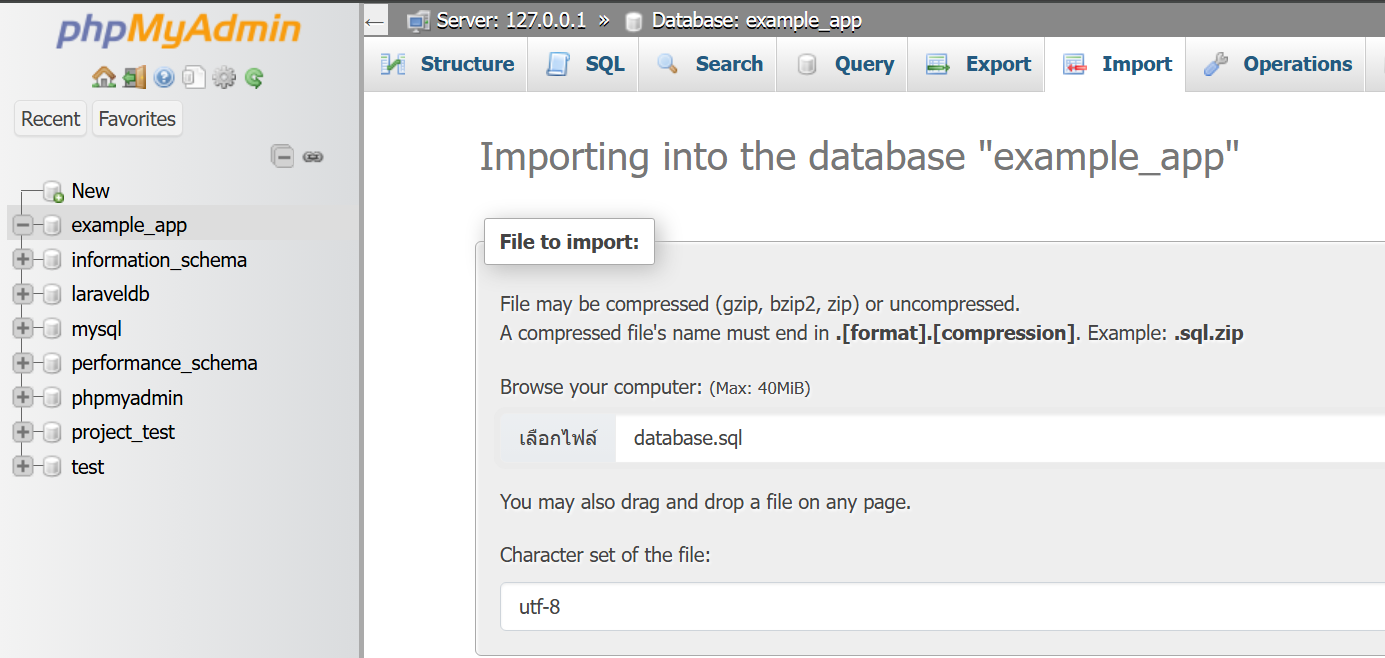 phpMyAdmin
Recent Favorites
New
example_app
information_schema
laraveldb
mysql
performance_schema
phpmyadmin
project_test
test
← Server: 127.0.0.1 » Database: example_app
Structure SQL Search Query Export Import Operations
Importing into the database "example_app"
File to import:
File may be compressed (gzip, bzip2, zip) or uncompressed.
A compressed file's name must end in .[format].[compression]. Example: .sql.zip
Browse your computer: (Max: 40MiB)
เลือกไฟล์ database.sql
You may also drag and drop a file on any page.
Character set of the file:
utf-8